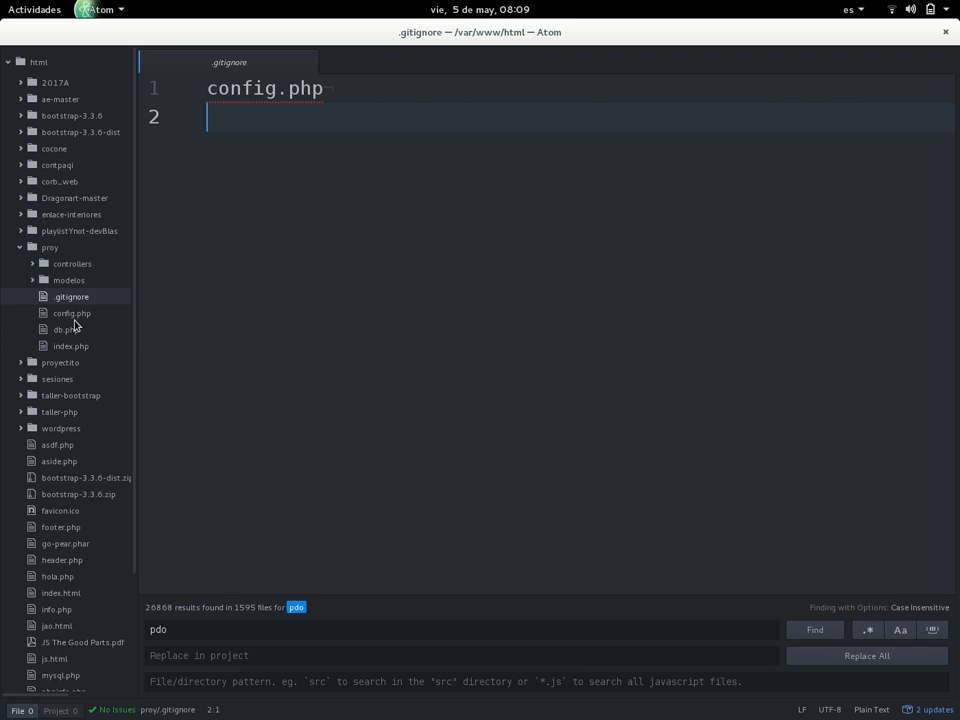 Actividades
Atom
vie, 5 de may, 08:09
es
.gitignore — /var/www/html — Atom
html
2017A
ae-master
bootstrap-3.3.6
bootstrap-3.3.6-dist
cocone
contpaqi
corb_web
Dragonart-master
enlace-interiores
playlistYnot-devBlas
proy
controllers
modelos
.gitignore
config.php
index.php
proyectito
sesiones
taller-bootstrap
taller-php
wordpress
asdf.php
aside.php
bootstrap-3.3.6-dist.zip
bootstrap-3.3.6.zip
favicon.ico
footer.php
go-pear.phar
header.php
hola.php
index.html
info.php
jao.html
JS The Good Parts.pdf
js.html
mysql.php
.gitignore
1 config.php
2
26868 results found in 1595 files for pdo
Finding with Options: Case Insensitive
pdo
Find
.*
Aa
Replace in project
Replace All
File/directory pattern. eg. `src` to search in the "src" directory or `*.js` to search all javascript files.
File 0
Project 0
No Issues
proy/.gitignore
2:1
LF
UTF-8
Plain Text
2 updates